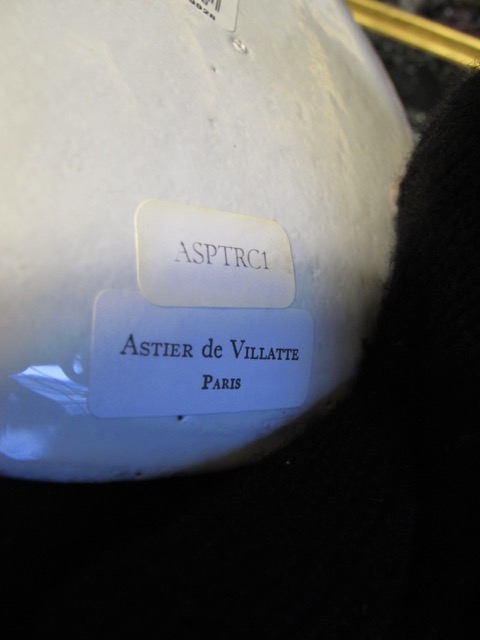 ASPTRC1
ASTIER de VILLATTE
PARIS